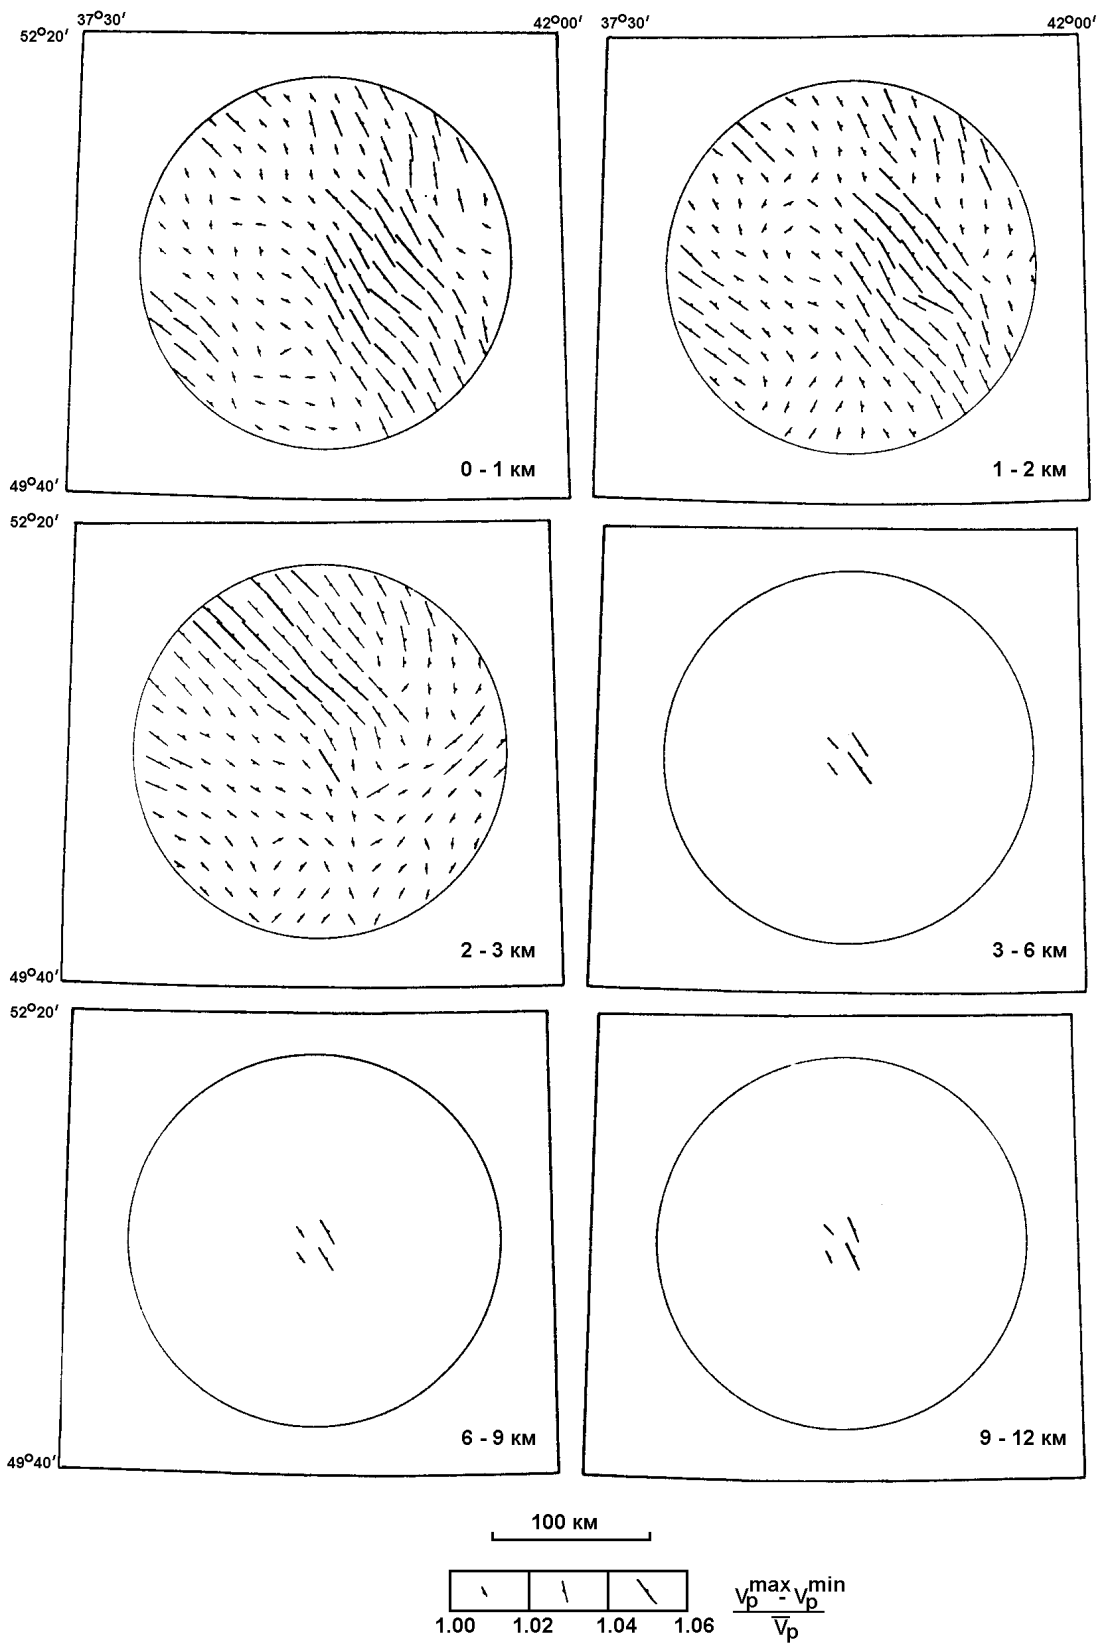 37°30′ 42°00′ 37°30′ 42°00′
52°20′
0 - 1 км 1 - 2 км
49°40′
52°20′
2 - 3 км 3 - 6 км
49°40′
52°20′
6 - 9 км 9 - 12 км
49°40′
100 км
1.00 1.02 1.04 1.06
Vpmax - Vpmin
V̅p